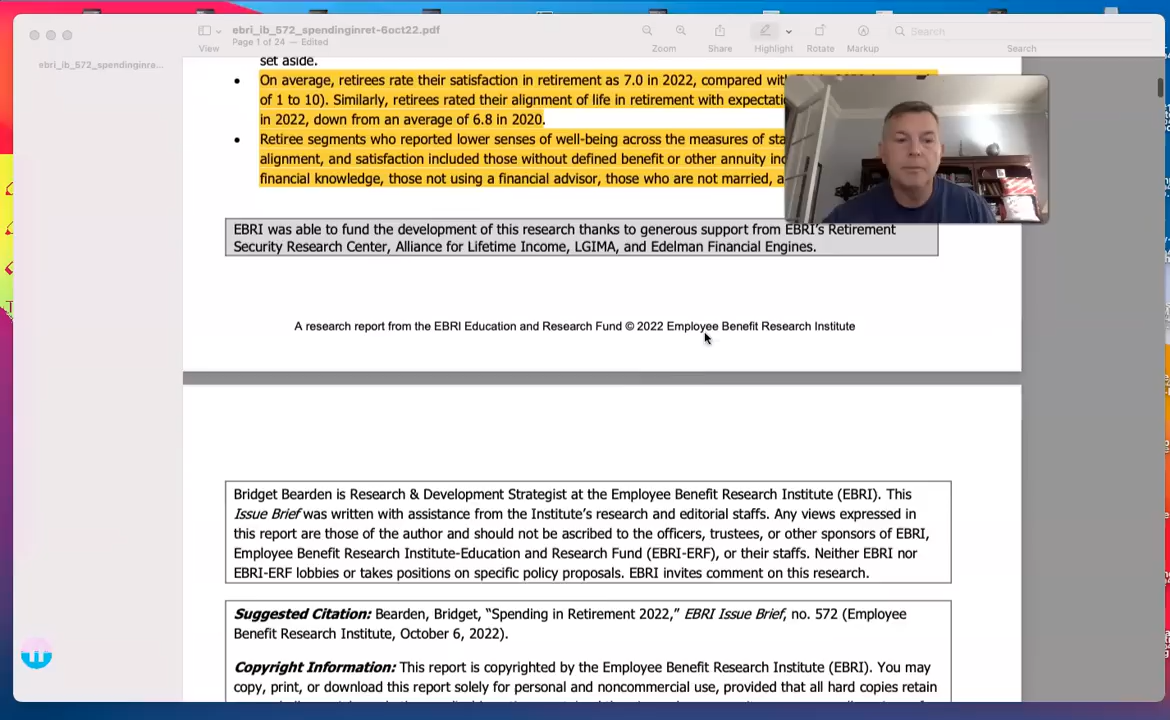 ebri_ib_572_spendinginret-6oct22.pdf
Page 1 of 24 — Edited
View
Zoom
Share
Highlight
Rotate
Markup
Search
Search
ebri_ib_572_spendinginre...
set aside.
• On average, retirees rate their satisfaction in retirement as 7.0 in 2022, compared with
of 1 to 10). Similarly, retirees rated their alignment of life in retirement with
in 2022, down from an average of 6.8 in 2020.
• Retiree segments who reported lower senses of well-being across the measures of
alignment, and satisfaction included those without defined benefit or other annuity
financial knowledge, those not using a financial advisor, those who are not married,
EBRI was able to fund the development of this research thanks to generous support from EBRI's Retirement
Security Research Center, Alliance for Lifetime Income, LGIMA, and Edelman Financial Engines.
A research report from the EBRI Education and Research Fund © 2022 Employee Benefit Research Institute
Bridget Bearden is Research & Development Strategist at the Employee Benefit Research Institute (EBRI). This
Issue Brief was written with assistance from the Institute's research and editorial staffs. Any views expressed in
this report are those of the author and should not be ascribed to the officers, trustees, or other sponsors of EBRI,
Employee Benefit Research Institute-Education and Research Fund (EBRI-ERF), or their staffs. Neither EBRI nor
EBRI-ERF lobbies or takes positions on specific policy proposals. EBRI invites comment on this research.
Suggested Citation: Bearden, Bridget, “Spending in Retirement 2022,” EBRI Issue Brief, no. 572 (Employee
Benefit Research Institute, October 6, 2022).
Copyright Information: This report is copyrighted by the Employee Benefit Research Institute (EBRI). You may
copy, print, or download this report solely for personal and noncommercial use, provided that all hard copies retain